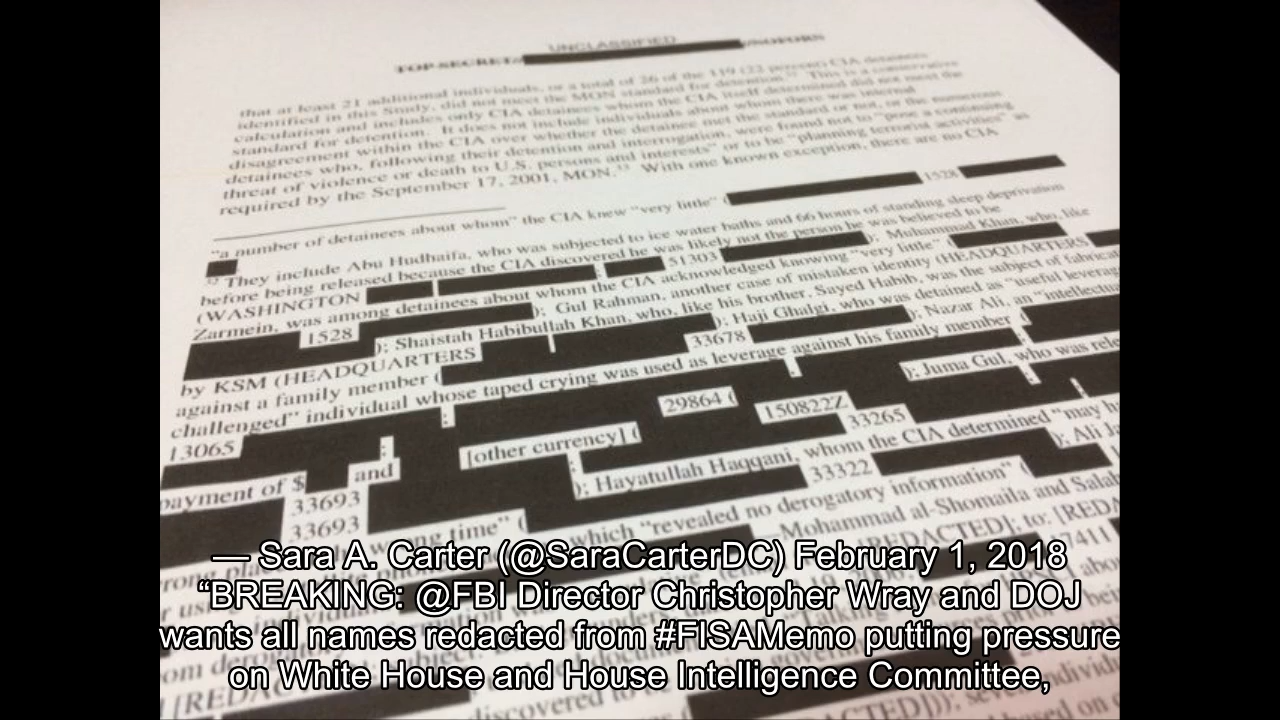 UNCLASSIFIED
TOP SECRET// //NOFORN
that at least 21 additional individuals, or a total of 26 of the 119 (22 percent) CIA detainees
identified in this Study, did not meet the MON standard for detention. This is a conservative
calculation and includes only CIA detainees whom the CIA itself determined did not meet the
standard for detention. It does not include individuals about whom there was internal
disagreement within the CIA over whether the detainee met the standard or not, or the numerous
detainees who, following their detention and interrogation, were found not to "pose a continuing
threat of violence or death to U.S. persons and interests" or to be "planning terrorist activities" as
required by the September 17, 2001, MON. With one known exception, there are no CIA
"a number of detainees about whom" the CIA knew "very little" ( 1528
They include Abu Hudhaifa, who was subjected to ice water baths and 66 hours of standing sleep deprivation
before being released because the CIA discovered he was likely not the person he was believed to be
(WASHINGTON 51303 ); Muhammad Khan, who, like
Zarmein, was among detainees about whom the CIA acknowledged knowing "very little" (
1528 ); Gul Rahman, another case of mistaken identity (HEADQUARTERS
); Shaistah Habibullah Khan, who, like his brother, Sayed Habib, was the subject of
by KSM (HEADQUARTERS 33678 ); Haji Ghalgi, who was detained as "useful leverage
against a family member ( ); Nazar Ali, an "intellectua
challenged" individual whose taped crying was used as leverage against his family member
13065 29864 ( 150822Z ); Juma Gul, who was rele
payment of $ and [other currency] ( 33265
33693 ); Hayatullah Haqqani, whom the CIA determined "may h
33693 33322 ); Ali Ja
wrong time" ( which "revealed no derogatory information" (
Mohammad al-Shomaila and Salah
[REDACTED]; to: [REDA
— Sara A. Carter (@SaraCarterDC) February 1, 2018
“BREAKING: @FBI Director Christopher Wray and DOJ
wants all names redacted from #FISAMemo putting pressure
on White House and House Intelligence Committee,